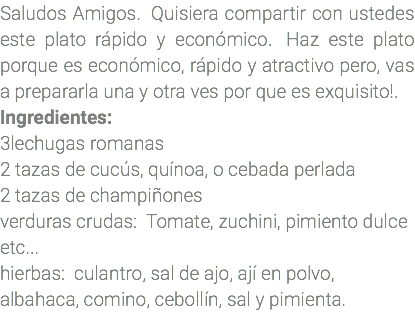 Saludos Amigos. Quisiera compartir con ustedes
este plato rápido y económico. Haz este plato
porque es económico, rápido y atractivo pero, vas
a prepararla una y otra ves por que es exquisito!.
Ingredientes:
3lechugas romanas
2 tazas de cucús, quínoa, o cebada perlada
2 tazas de champiñones
verduras crudas: Tomate, zuchini, pimiento dulce
etc...
hierbas: culantro, sal de ajo, ají en polvo,
albahaca, comino, cebollín, sal y pimienta.